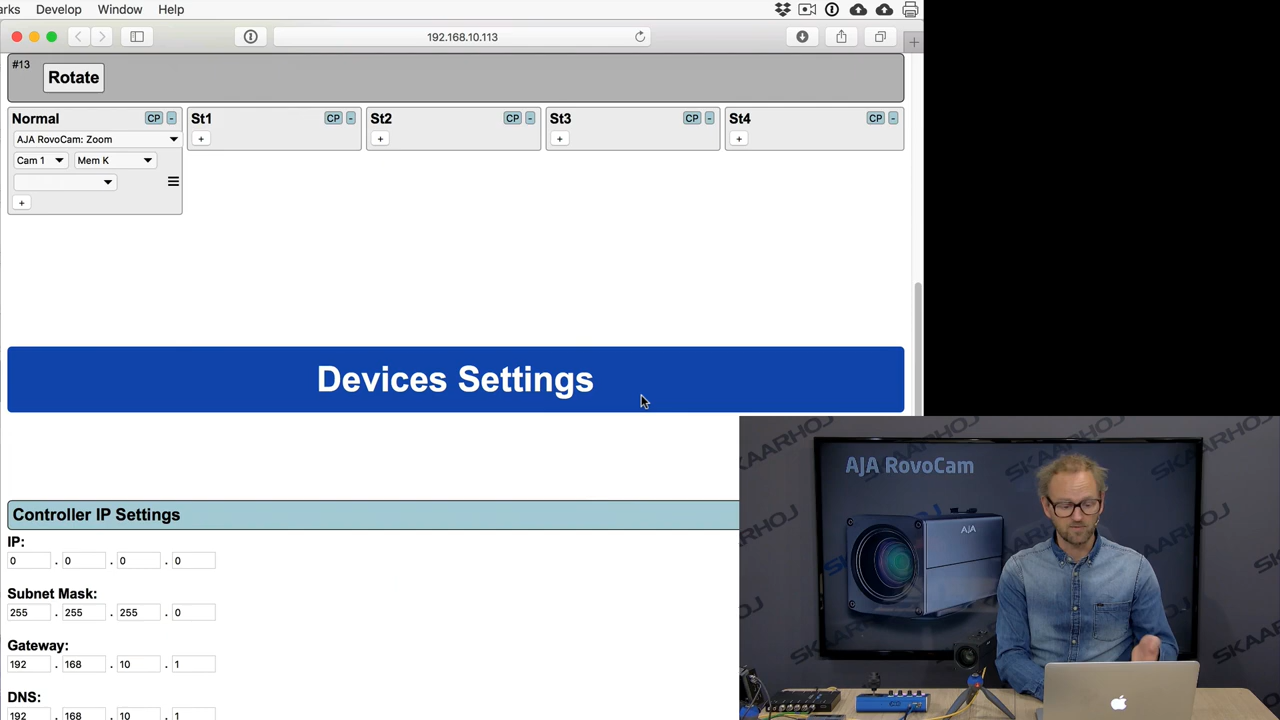 arks Develop Window Help
192.168.10.113
#13 Rotate
Normal CP - St1 CP - St2 CP - St3 CP - St4 CP -
AJA RovoCam: Zoom + + + +
Cam 1 Mem K
+
Devices Settings
Controller IP Settings
IP:
0 . 0 . 0 . 0
Subnet Mask:
255 . 255 . 255 . 0
Gateway:
192 . 168 . 10 . 1
DNS:
192 . 168 . 10 . 1
AJA RovoCam
AJA
SKAARHOJ
SKAARHOJ